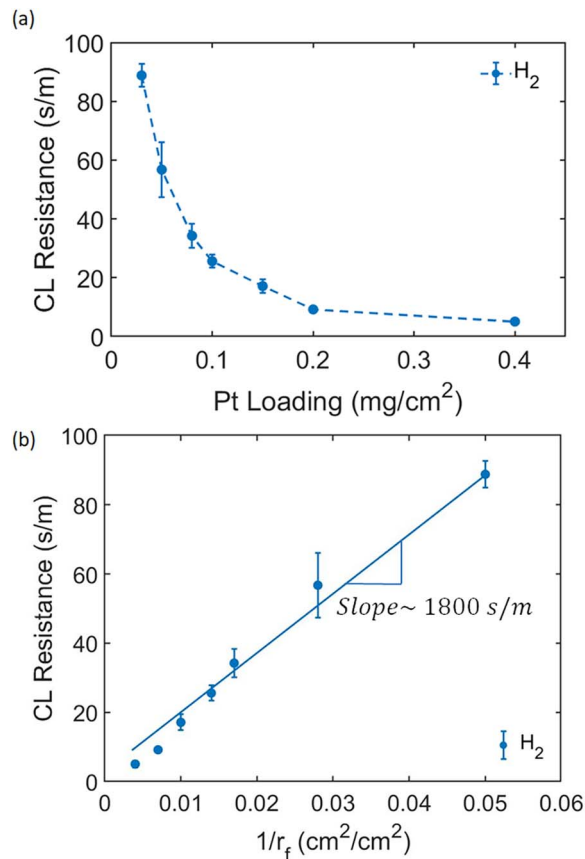 (a)
100
80
60
40
20
0
CL Resistance (s/m)
H₂
0 0.1 0.2 0.3 0.4
Pt Loading (mg/cm²)
(b)
100
80
60
40
20
0
CL Resistance (s/m)
Slope~ 1800 s/m
H₂
0 0.01 0.02 0.03 0.04 0.05 0.06
1/r_f (cm²/cm²)